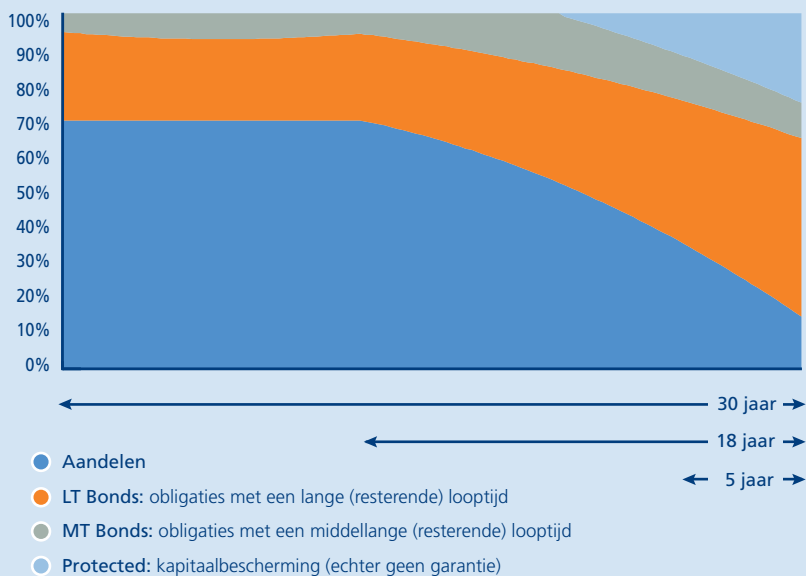 100%
90%
80%
70%
60%
50%
40%
30%
20%
10%
0%
30 jaar
18 jaar
5 jaar
Aandelen
LT Bonds: obligaties met een lange (resterende) looptijd
MT Bonds: obligaties met een middellange (resterende) looptijd
Protected: kapitaalbescherming (echter geen garantie)